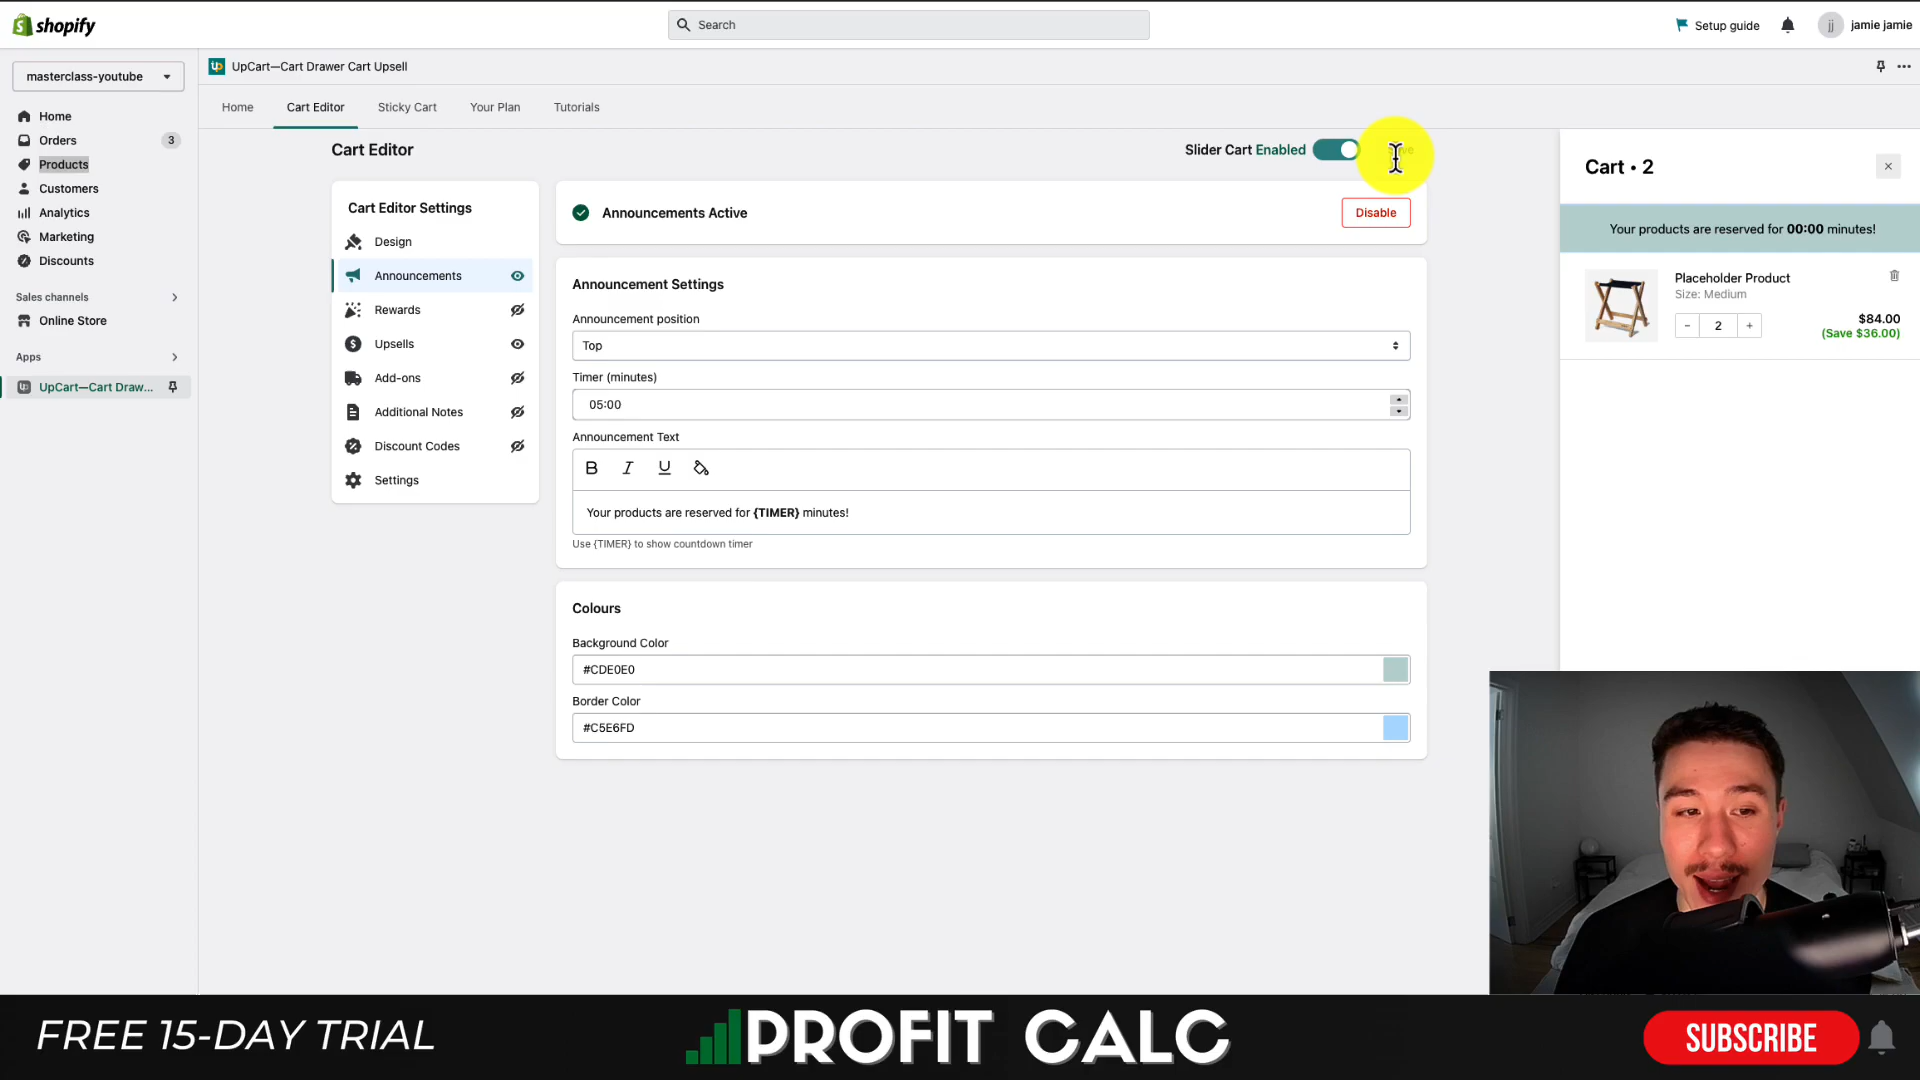 shopify
Search
Setup guide
jj
jamie jamie
masterclass-youtube
UpCart—Cart Drawer Cart Upsell
Home
Cart Editor
Sticky Cart
Your Plan
Tutorials
Home
Orders
3
Products
Customers
Analytics
Marketing
Discounts
Sales channels
Online Store
Apps
UpCart—Cart Draw...
Cart Editor
Slider Cart Enabled
Cart Editor Settings
Design
Announcements
Rewards
Upsells
Add-ons
Additional Notes
Discount Codes
Settings
Announcements Active
Disable
Announcement Settings
Announcement position
Top
Timer (minutes)
05:00
Announcement Text
B I U
Your products are reserved for {TIMER} minutes!
Use {TIMER} to show countdown timer
Colours
Background Color
#CDE0E0
Border Color
#C5E6FD
Cart • 2
Your products are reserved for 00:00 minutes!
Placeholder Product
Size: Medium
- 2 +
$84.00
(Save $36.00)
FREE 15-DAY TRIAL
PROFIT CALC
SUBSCRIBE